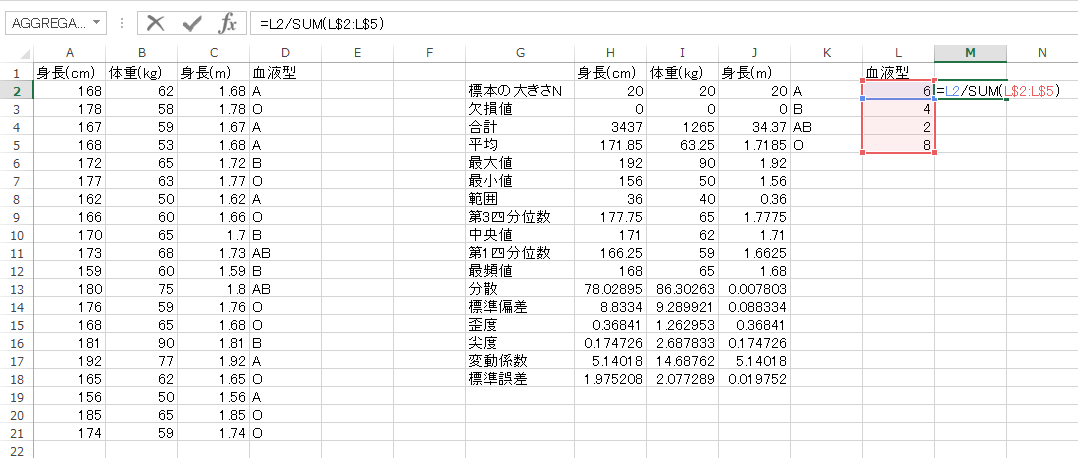 AGGREGA... fx =L2/SUM(L$2:L$5)
A B C D E F G H I J K L M N
1 身長(cm) 体重(kg) 身長(m) 血液型 身長(cm) 体重(kg) 身長(m) 血液型
2 168 62 1.68 A 標本の大きさN 20 20 20 A 6 =L2/SUM(L$2:L$5)
3 178 58 1.78 O 欠損値 0 0 0 B 4
4 167 59 1.67 A 合計 3437 1265 34.37 AB 2
5 168 53 1.68 A 平均 171.85 63.25 1.7185 O 8
6 172 65 1.72 B 最大値 192 90 1.92
7 177 63 1.77 O 最小値 156 50 1.56
8 162 50 1.62 A 範囲 36 40 0.36
9 166 60 1.66 O 第3四分位数 177.75 65 1.7775
10 170 65 1.7 B 中央値 171 62 1.71
11 173 68 1.73 AB 第1四分位数 166.25 59 1.6625
12 159 60 1.59 B 最頻値 168 65 1.68
13 180 75 1.8 AB 分散 78.02895 86.30263 0.007803
14 176 59 1.76 O 標準偏差 8.8334 9.289921 0.088334
15 168 65 1.68 O 歪度 0.36841 1.262953 0.36841
16 181 90 1.81 B 尖度 0.174726 2.687833 0.174726
17 192 77 1.92 A 変動係数 5.14018 14.68762 5.14018
18 165 62 1.65 O 標準誤差 1.975208 2.077289 0.019752
19 156 50 1.56 A
20 185 65 1.85 O
21 174 59 1.74 O
22